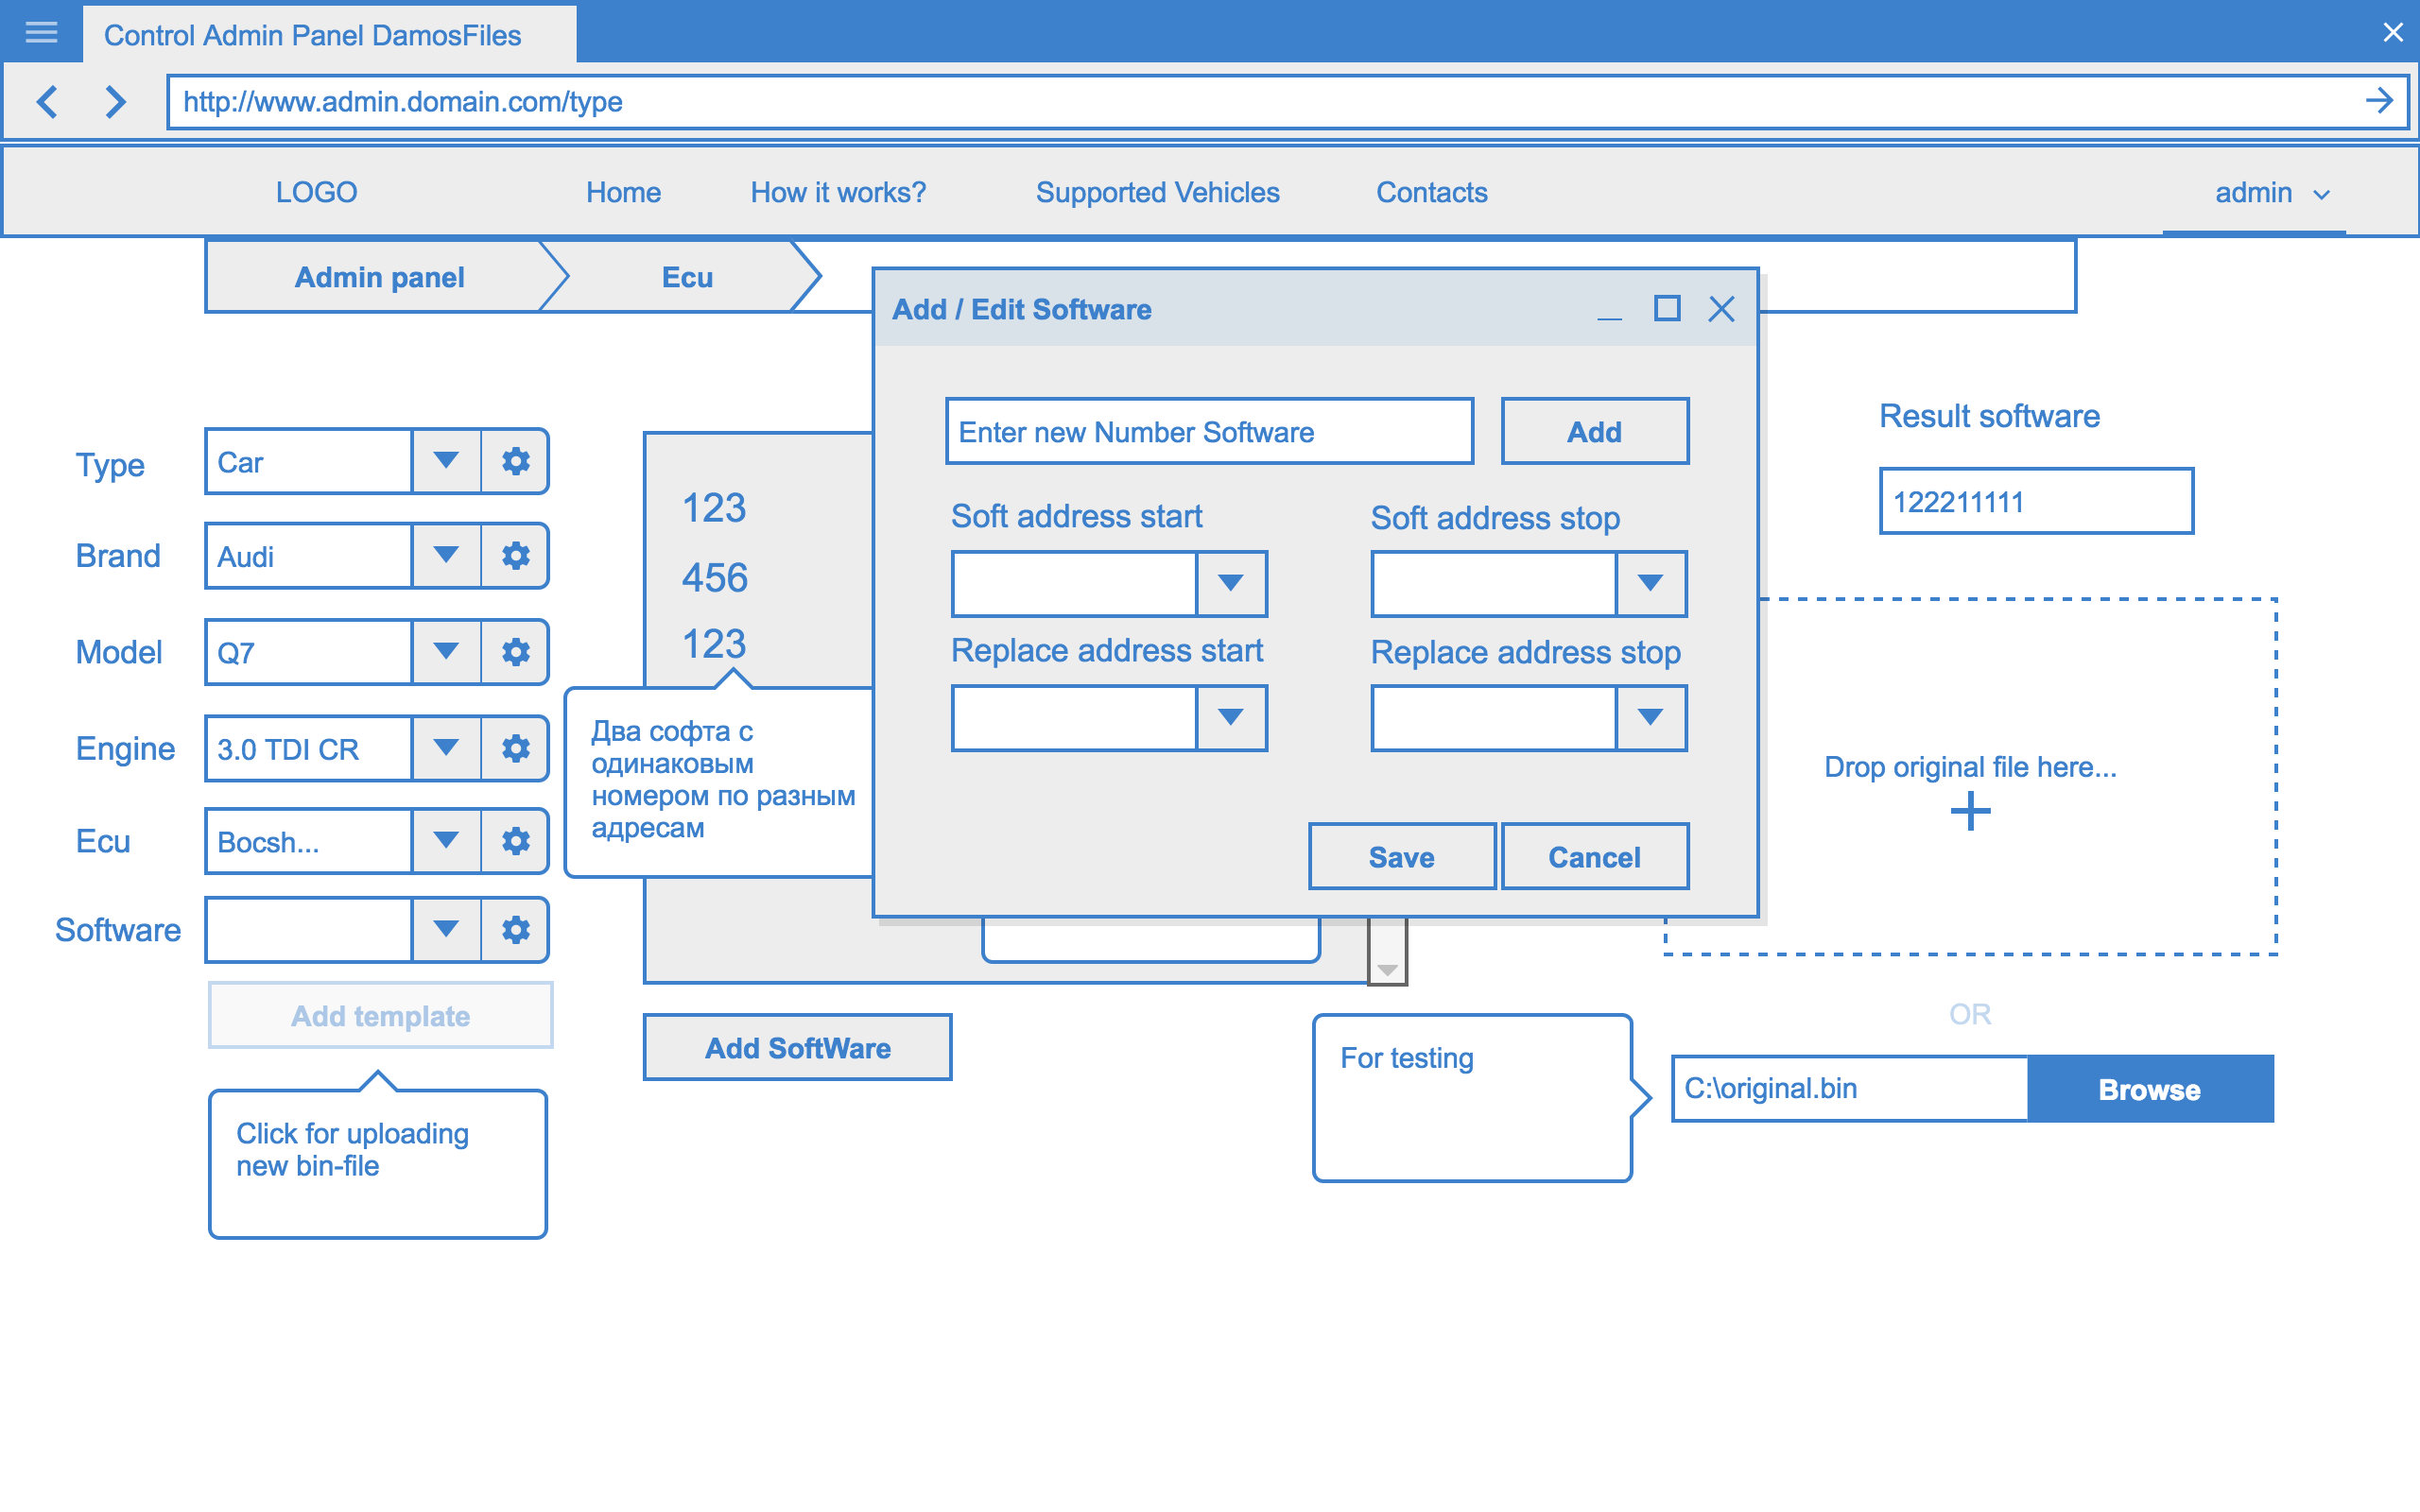 Control Admin Panel DamosFiles
http://www.admin.domain.com/type
LOGO
Home
How it works?
Supported Vehicles
Contacts
admin
Admin panel
Ecu
Add / Edit Software
Enter new Number Software
Add
Soft address start
Soft address stop
Replace address start
Replace address stop
Save
Cancel
Type
Car
Brand
Audi
Model
Q7
Engine
3.0 TDI CR
Ecu
Bocsh...
Software
Add template
Click for uploading
new bin-file
123
456
123
Два софта с
одинаковым
номером по разным
адресам
Add SoftWare
Result software
122211111
Drop original file here...
OR
For testing
C:\original.bin
Browse